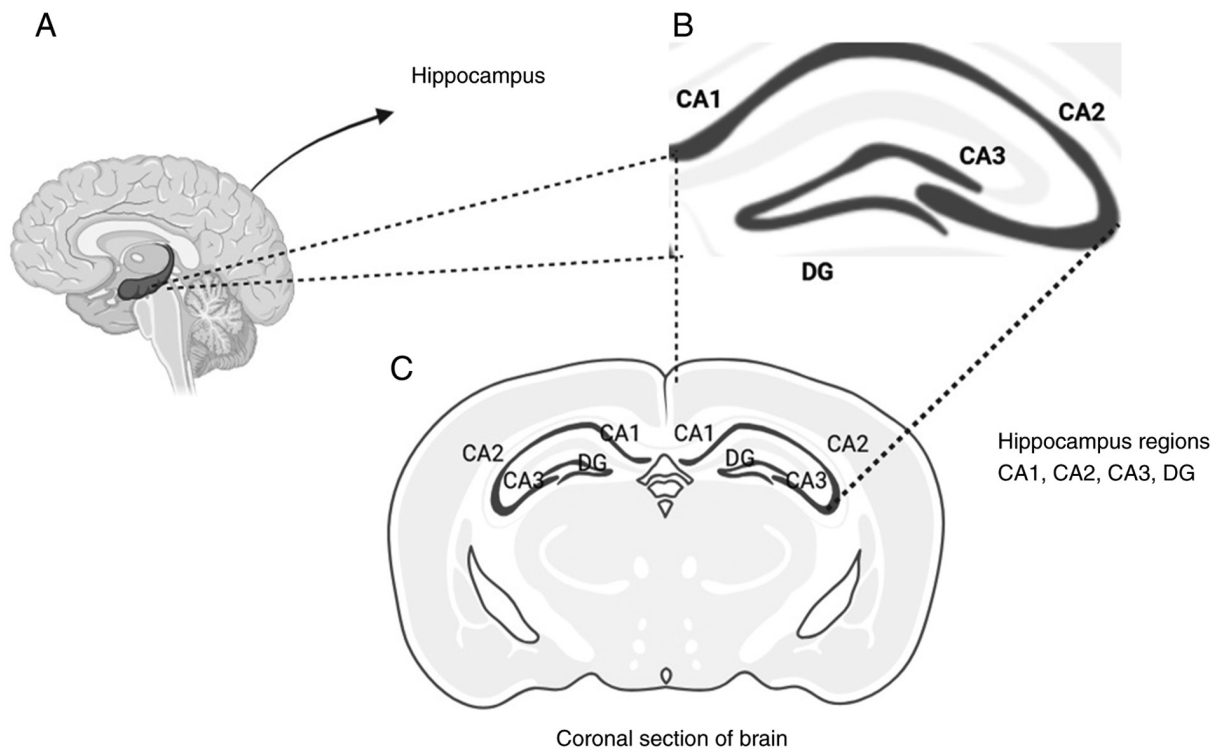 A
Hippocampus
B
CA1
CA2
CA3
DG
C
CA1
CA1
CA2
CA2
DG
DG
CA3
CA3
Hippocampus regions
CA1, CA2, CA3, DG
Coronal section of brain